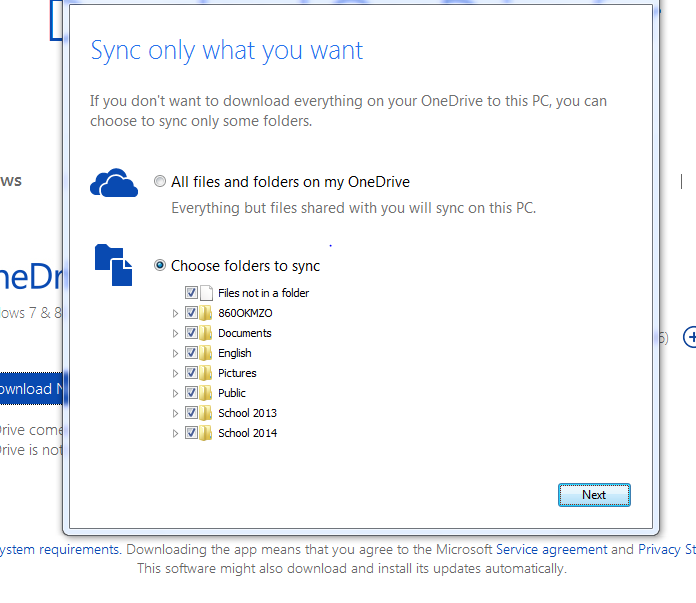 Sync only what you want
If you don't want to download everything on your OneDrive to this PC, you can
choose to sync only some folders.
ws
All files and folders on my OneDrive
Everything but files shared with you will sync on this PC.
Choose folders to sync
neDr
Files not in a folder
ows 7 & 8
860OKMZO
Documents
English
Pictures
ownload N
Public
School 2013
Drive come
School 2014
Drive is not
Next
ystem requirements. Downloading the app means that you agree to the Microsoft Service agreement and Privacy St
This software might also download and install its updates automatically.